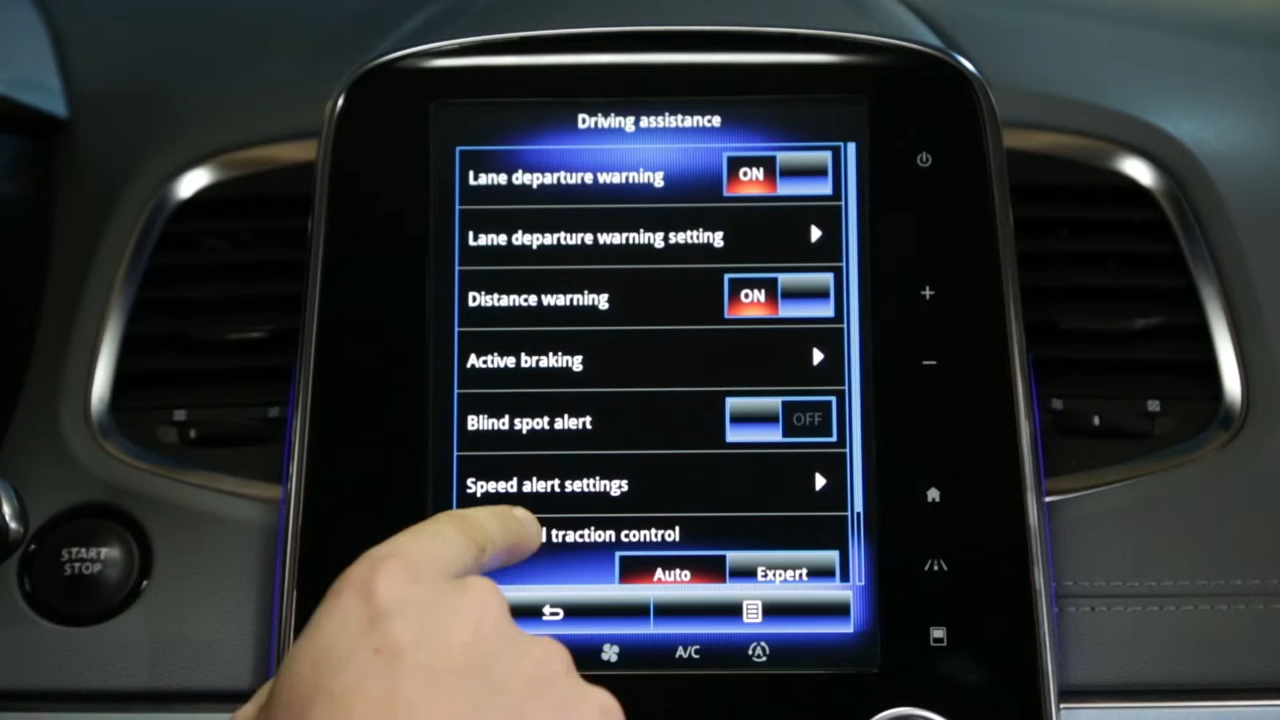 Driving assistance
Lane departure warning ON
Lane departure warning setting
Distance warning ON
Active braking
Blind spot alert OFF
Speed alert settings
traction control
Auto Expert
A/C
START
STOP